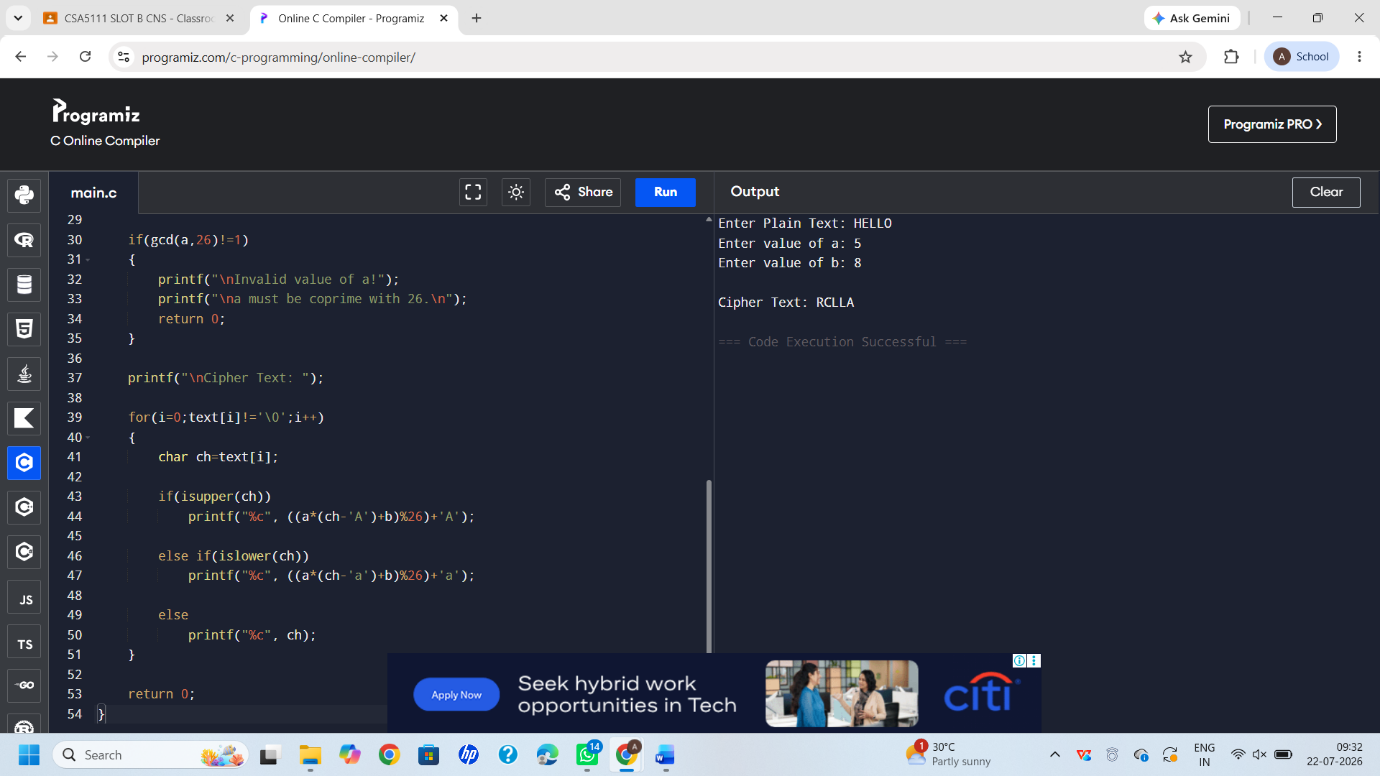 CSA5111 SLOT B CNS - Classro
Online C Compiler - Programiz
Ask Gemini
programiz.com/c-programming/online-compiler/
A
School
Programiz
C Online Compiler
Programiz PRO
main.c
Share
Run
Output
Clear
29
30 if(gcd(a,26)!=1)
31 {
32 printf("\nInvalid value of a!");
33 printf("\na must be coprime with 26.\n");
34 return 0;
35 }
36
37 printf("\nCipher Text: ");
38
39 for(i=0;text[i]!='\0';i++)
40 {
41 char ch=text[i];
42
43 if(isupper(ch))
44 printf("%c", ((a*(ch-'A')+b)%26)+'A');
45
46 else if(islower(ch))
47 printf("%c", ((a*(ch-'a')+b)%26)+'a');
48
49 else
50 printf("%c", ch);
51 }
52
53 return 0;
54 }
Enter Plain Text: HELLO
Enter value of a: 5
Enter value of b: 8
Cipher Text: RCLLA
=== Code Execution Successful ===
R
5
C
JS
TS
GO
Apply Now
Seek hybrid work
opportunities in Tech
citi
Search
hp
14
A
1
30°C
Partly sunny
ENG
IN
09:32
22-07-2026